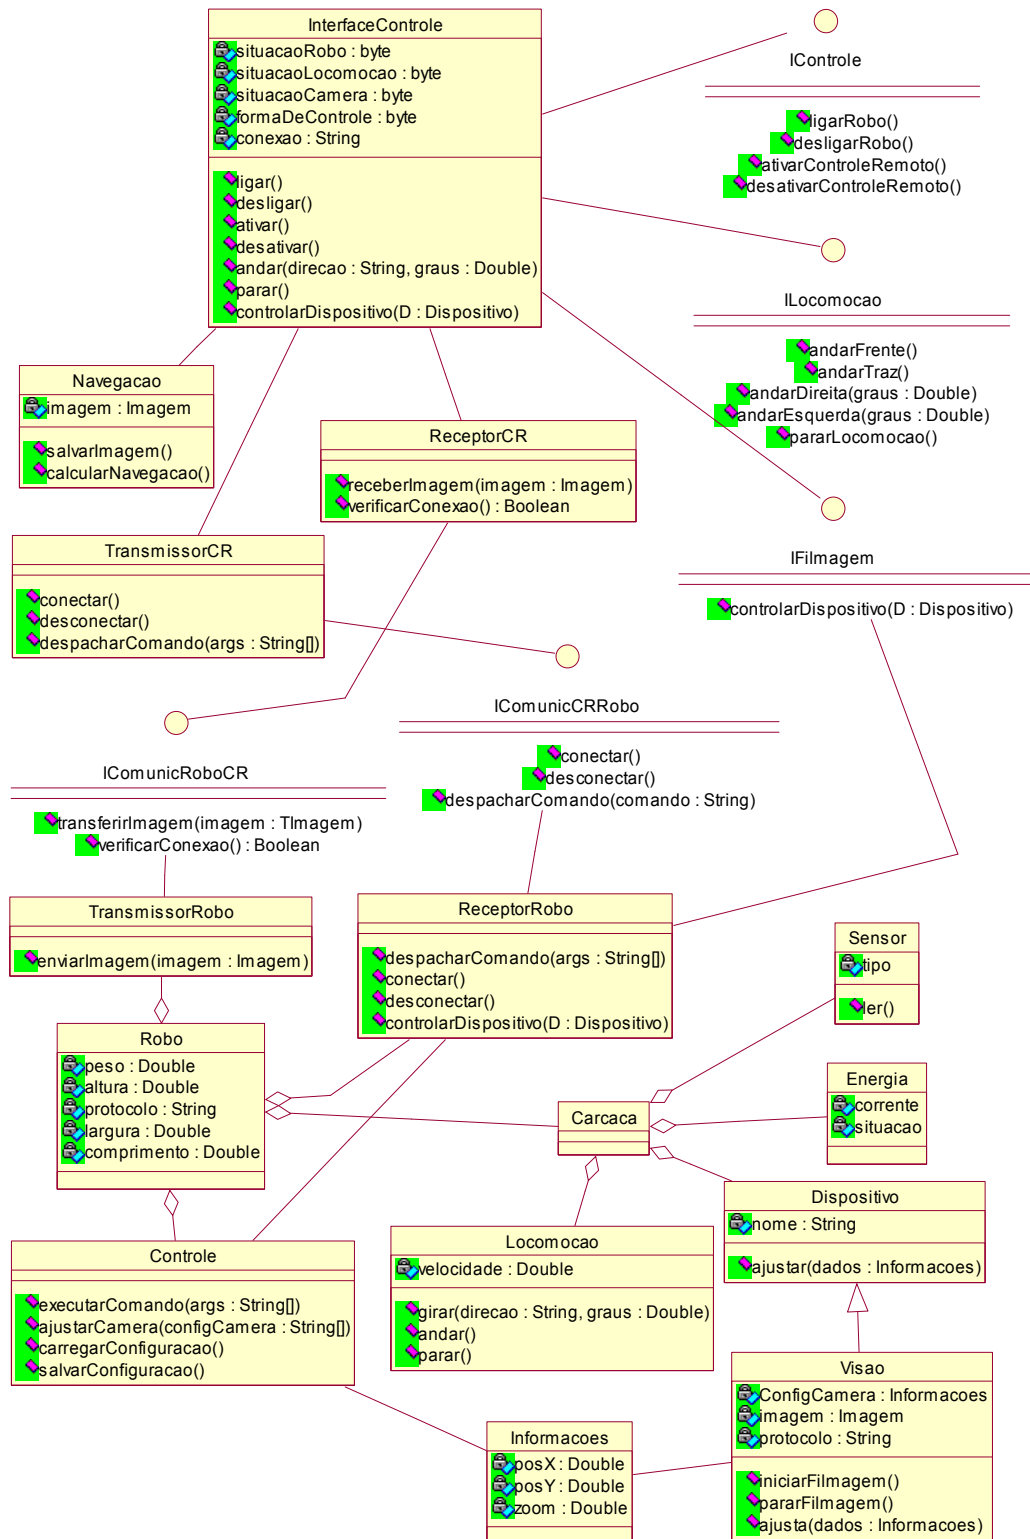 InterfaceControle
situacaoRobo : byte
situacaoLocomocao : byte
situacaoCamera : byte
formaDeControle : byte
conexao : String
ligar()
desligar()
ativar()
desativar()
andar(direcao : String, graus : Double)
parar()
controlarDispositivo(D : Dispositivo)
IControle
ligarRobo()
desligarRobo()
ativarControleRemoto()
desativarControleRemoto()
ILocomocao
andarFrente()
andarTraz()
andarDireita(graus : Double)
andarEsquerda(graus : Double)
pararLocomocao()
Navegacao
imagem : Imagem
salvarImagem()
calcularNavegacao()
ReceptorCR
receberImagem(imagem : Imagem)
verificarConexao() : Boolean
TransmissorCR
conectar()
desconectar()
despacharComando(args : String[])
IFilmagem
controlarDispositivo(D : Dispositivo)
IComunicCRRobo
conectar()
desconectar()
despacharComando(comando : String)
IComunicRoboCR
transferirImagem(imagem : TImagem)
verificarConexao() : Boolean
TransmissorRobo
enviarImagem(imagem : Imagem)
ReceptorRobo
despacharComando(args : String[])
conectar()
desconectar()
controlarDispositivo(D : Dispositivo)
Sensor
tipo
ler()
Robo
peso : Double
altura : Double
protocolo : String
largura : Double
comprimento : Double
Carcaca
Energia
corrente
situacao
Dispositivo
nome : String
ajustar(dados : Informacoes)
Controle
executarComando(args : String[])
ajustarCamera(configCamera : String[])
carregarConfiguracao()
salvarConfiguracao()
Locomocao
velocidade : Double
girar(direcao : String, graus : Double)
andar()
parar()
Visao
ConfigCamera : Informacoes
imagem : Imagem
protocolo : String
iniciarFilmagem()
pararFilmagem()
ajusta(dados : Informacoes)
Informacoes
posX : Double
posY : Double
zoom : Double